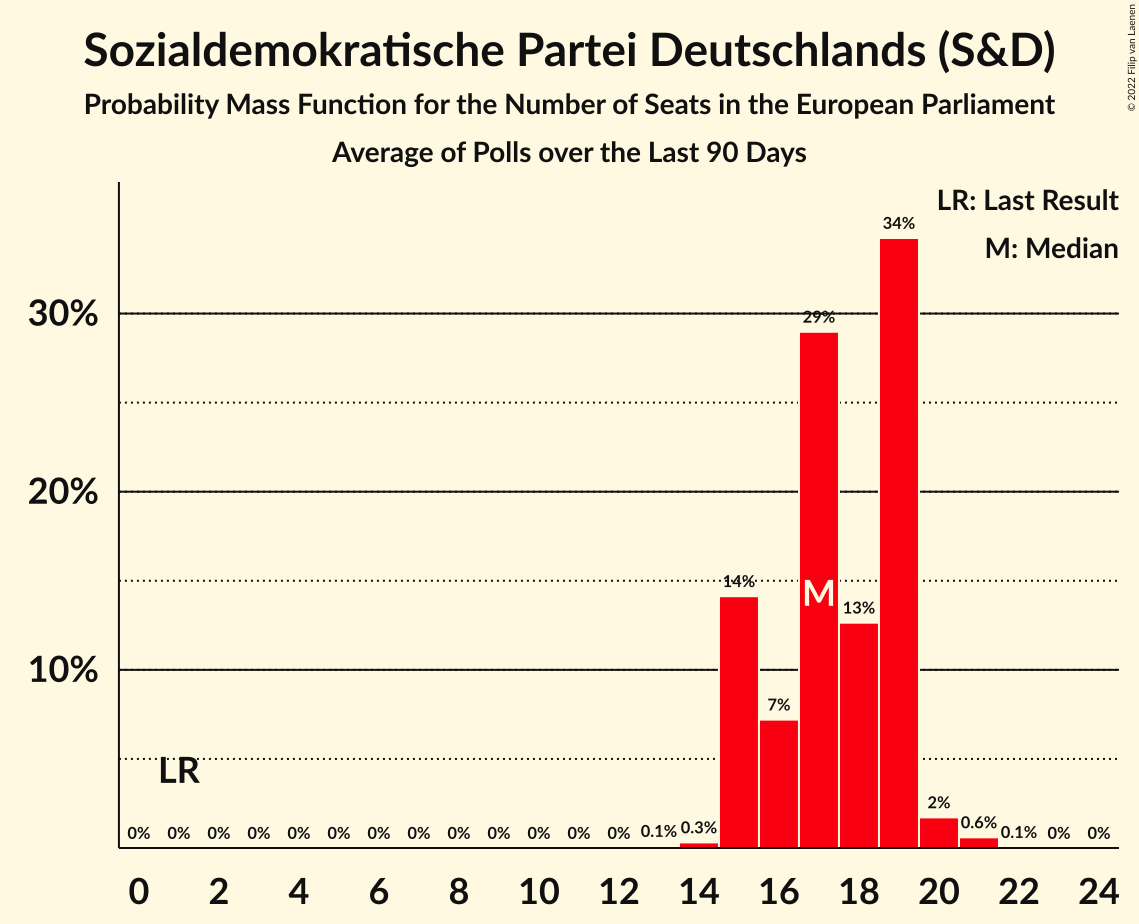 Sozialdemokratische Partei Deutschlands (S&D)
Probability Mass Function for the Number of Seats in the European Parliament
Average of Polls over the Last 90 Days
© 2022 Filip van Laenen
LR: Last Result
M: Median
34%
30%
29%
20%
14%
M
13%
10%
7%
LR
2%
0% 0% 0% 0% 0% 0% 0% 0% 0% 0% 0% 0% 0% 0.1% 0.3% 0.6% 0.1% 0% 0%
0 2 4 6 8 10 12 14 16 18 20 22 24